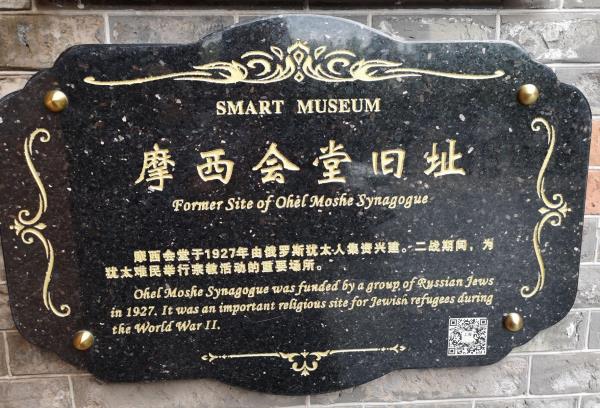 SMART MUSEUM
摩西会堂旧址
Former Site of Ohel Moshe Synagogue
摩西会堂于1927年由俄罗斯犹太人集资兴建。二战期间，为
犹太难民举行宗教活动的重要场所。
Ohel Moshe Synagogue was funded by a group of Russian Jews
in 1927. It was an important religious site for Jewish refugees during
the World War II.